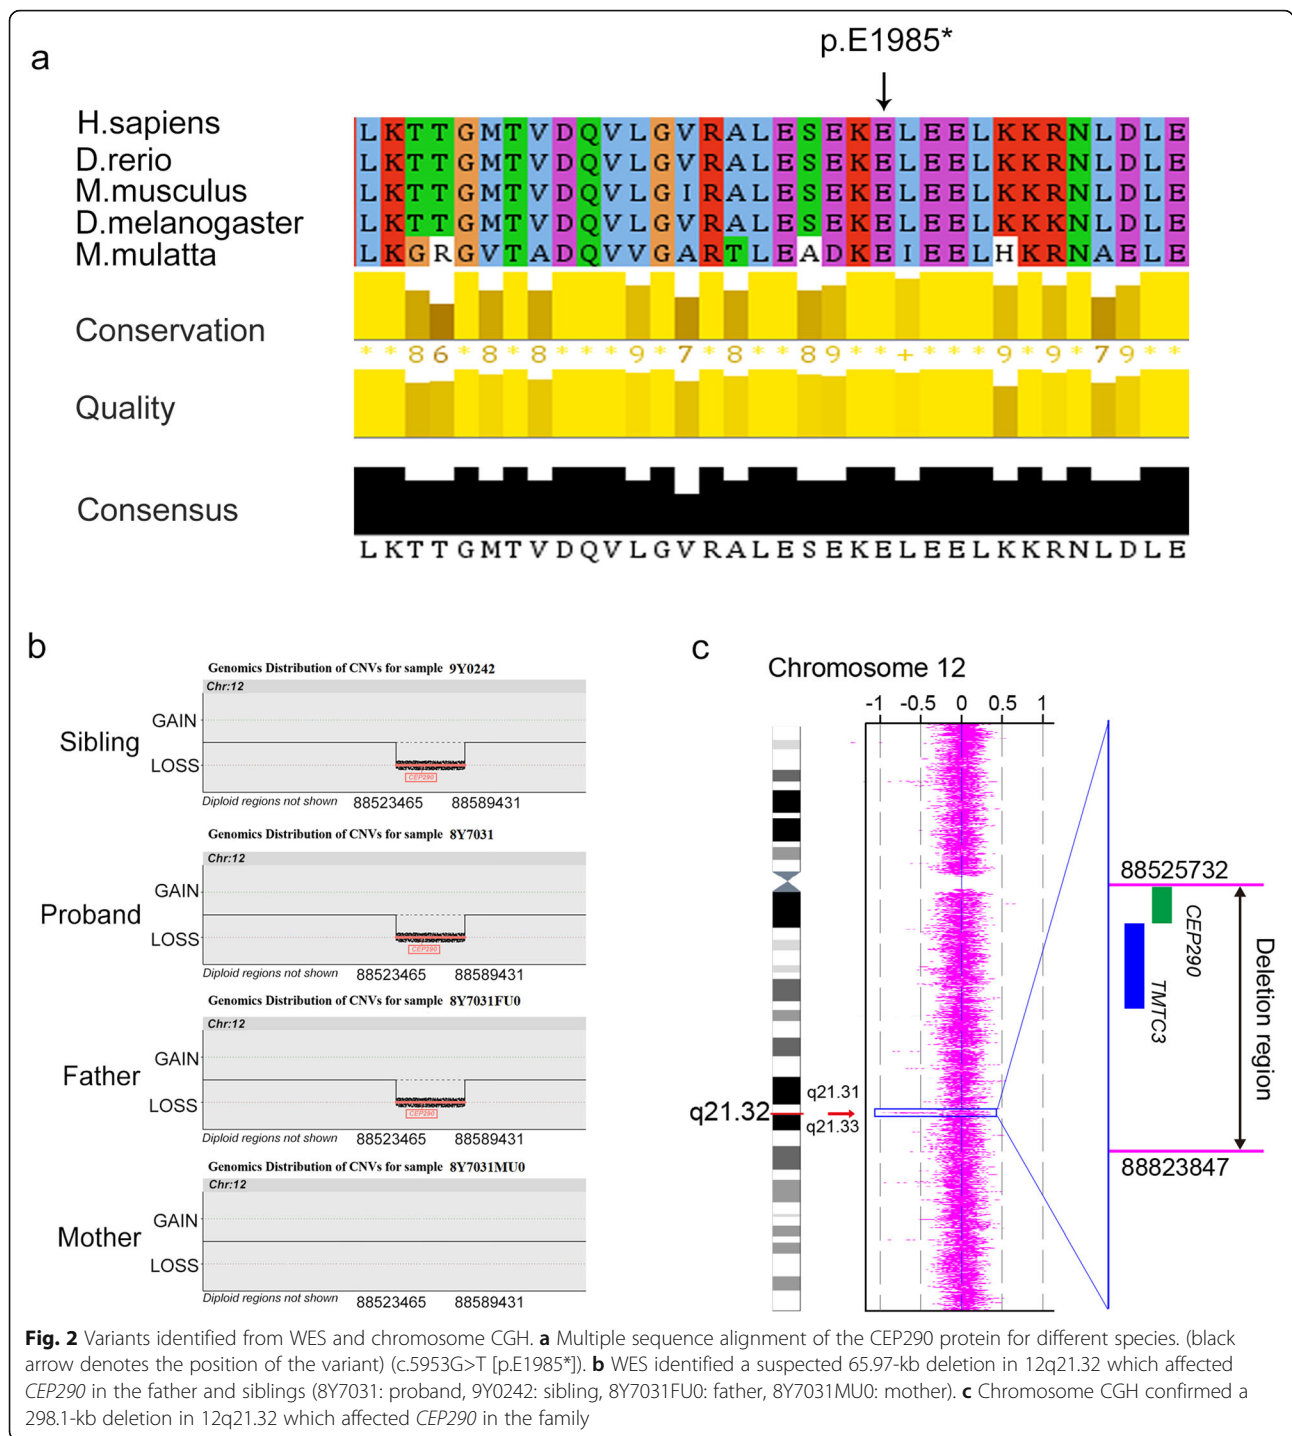 a
p.E1985*
H.sapiens L K T T G M T V D Q V L G V R A L E S E K E L E E L K K R N L D L E
D.rerio L K T T G M T V D Q V L G V R A L E S E K E L E E L K K R N L D L E
M.musculus L K T T G M T V D Q V L G I R A L E S E K E L E E L K K R N L D L E
D.melanogaster L K T T G M T V D Q V L G V R A L E S E K E L E E L K K K N L D L E
M.mulatta L K G R G V T A D Q V V G A R T L E A D K E I E E L H K R N A E L E
Conservation
* * 8 6 * 8 * 8 * * * 9 * 7 * 8 * * 8 9 * * + * * * 9 * 9 * 7 9 * *
Quality
Consensus
L K T T G M T V D Q V L G V R A L E S E K E L E E L K K R N L D L E
b
Genomics Distribution of CNVs for sample 9Y0242
Chr:12
GAIN
Sibling
LOSS
CEP290
Diploid regions not shown 88523465 88589431
Genomics Distribution of CNVs for sample 8Y7031
Chr:12
GAIN
Proband
LOSS
CEP290
Diploid regions not shown 88523465 88589431
Genomics Distribution of CNVs for sample 8Y7031FU0
Chr:12
GAIN
Father
LOSS
CEP290
Diploid regions not shown 88523465 88589431
Genomics Distribution of CNVs for sample 8Y7031MU0
Chr:12
GAIN
Mother
LOSS
Diploid regions not shown 88523465 88589431
c
Chromosome 12
-1 -0.5 0 0.5 1
q21.31
q21.32
q21.33
88525732
CEP290
TMTC3
Deletion region
88823847
Fig. 2 Variants identified from WES and chromosome CGH. a Multiple sequence alignment of the CEP290 protein for different species. (black
arrow denotes the position of the variant) (c.5953G>T [p.E1985*]). b WES identified a suspected 65.97-kb deletion in 12q21.32 which affected
CEP290 in the father and siblings (8Y7031: proband, 9Y0242: sibling, 8Y7031FU0: father, 8Y7031MU0: mother). c Chromosome CGH confirmed a
298.1-kb deletion in 12q21.32 which affected CEP290 in the family